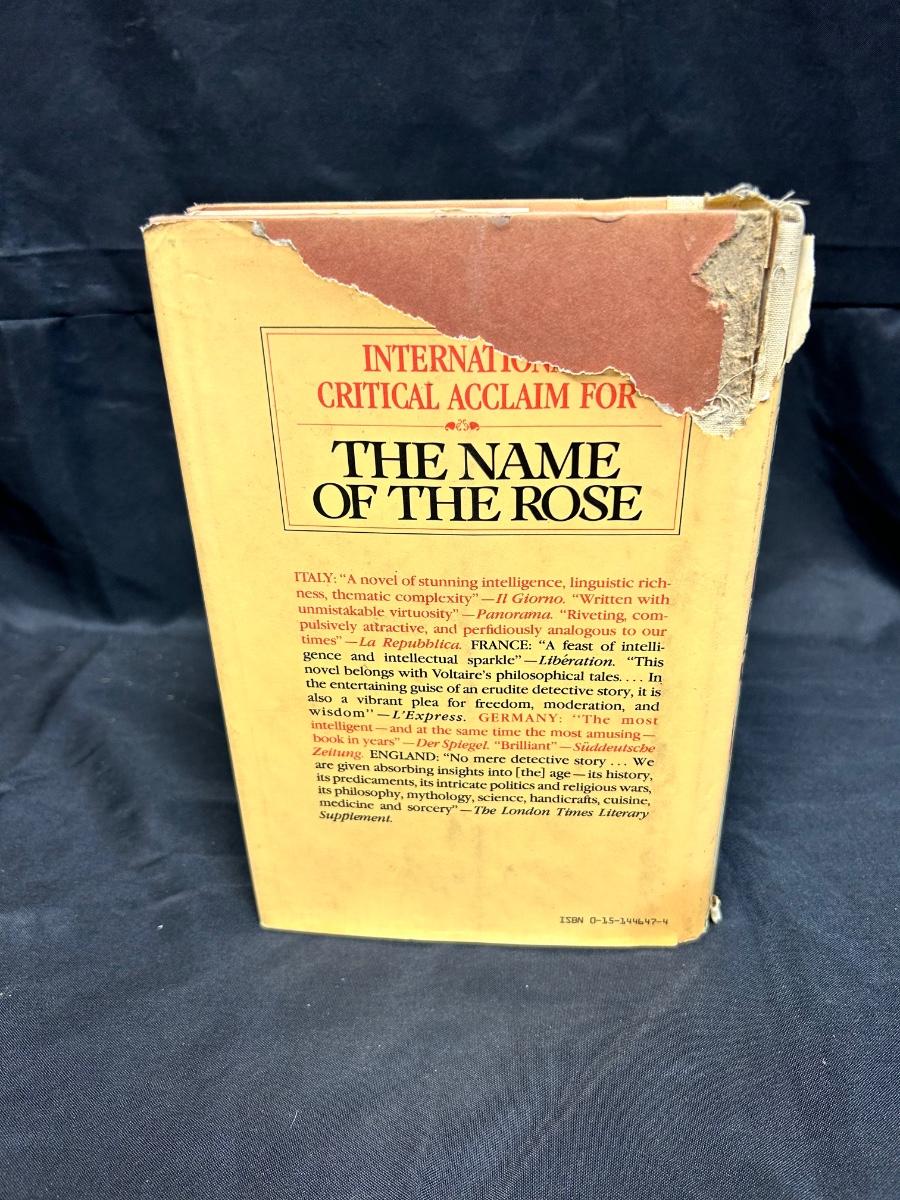 INTERNATION
CRITICAL ACCLAIM FOR
THE NAME
OF THE ROSE
ITALY: “A novel of stunning intelligence, linguistic rich-
ness, thematic complexity”—Il Giorno. “Written with
unmistakable virtuosity”—Panorama. “Riveting, com-
pulsively attractive, and perfidiously analogous to our
times”—La Repubblica. FRANCE: “A feast of intelli-
gence and intellectual sparkle”—Libération. “This
novel belongs with Voltaire’s philosophical tales.... In
the entertaining guise of an erudite detective story, it is
also a vibrant plea for freedom, moderation, and
wisdom”—L’Express. GERMANY: “The most
intelligent—and at the same time the most amusing—
book in years”—Der Spiegel. “Brilliant”—Süddeutsche
Zeitung. ENGLAND: “No mere detective story ... We
are given absorbing insights into [the] age—its history,
its predicaments, its intricate politics and religious wars,
its philosophy, mythology, science, handicrafts, cuisine,
medicine and sorcery”—The London Times Literary
Supplement.
ISBN 0-15-144647-4